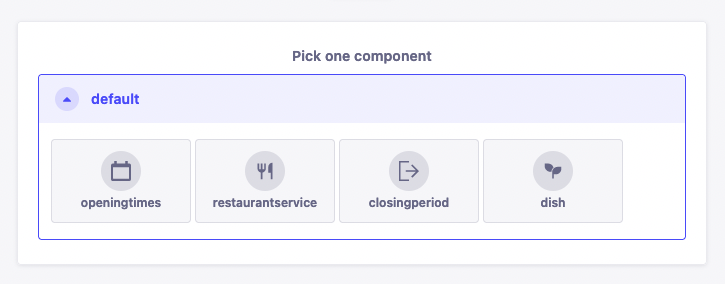 Pick one component
default
openingtimes
restaurantservice
closingperiod
dish